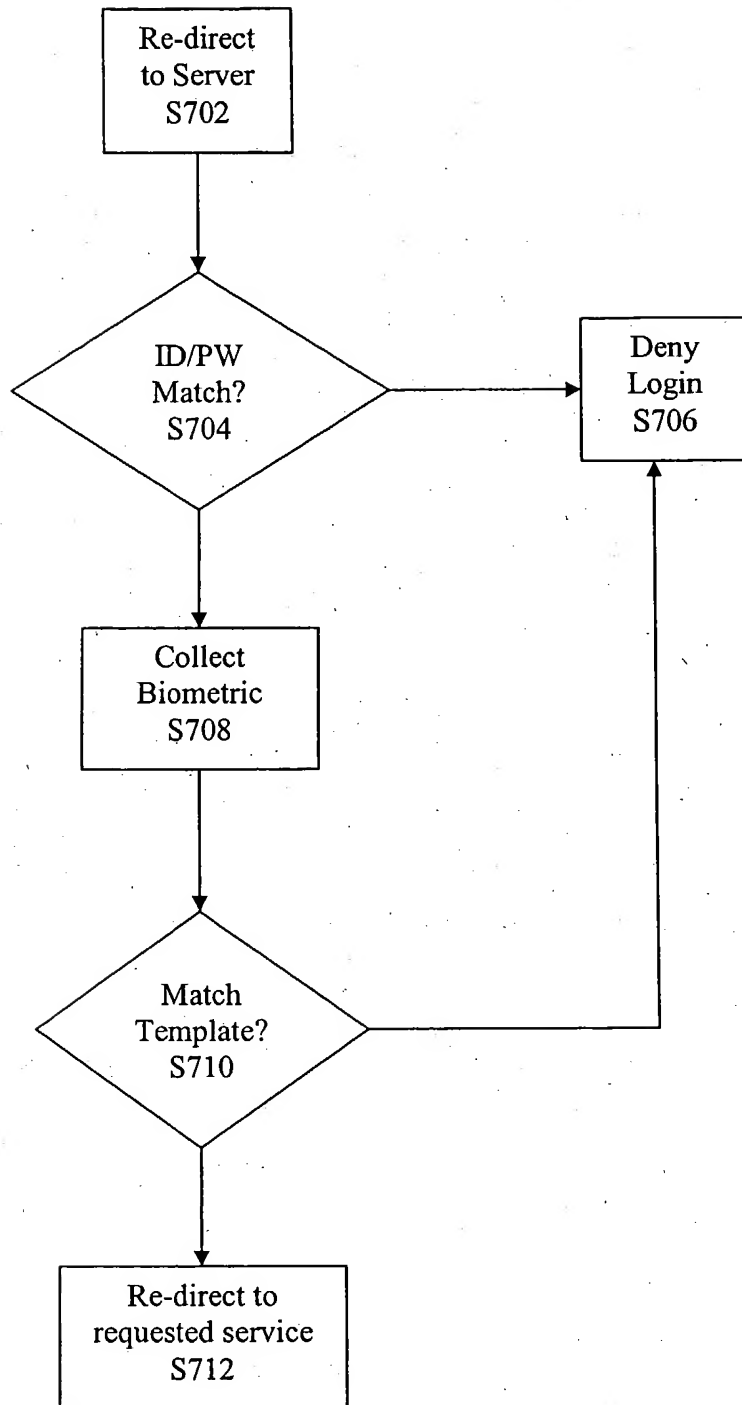 Re-direct
to Server
S702
ID/PW
Match?
S704
Deny
Login
S706
Collect
Biometric
S708
Match
Template?
S710
Re-direct to
requested service
S712